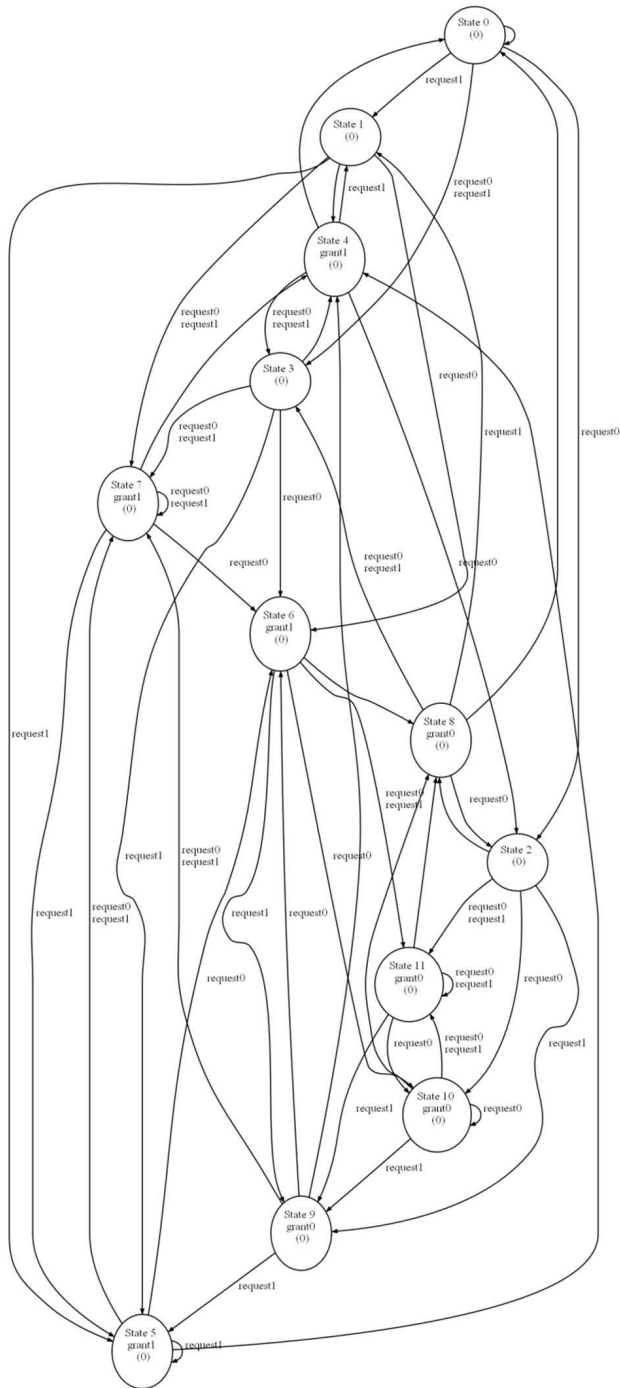 State 0
(0)
request1
State 1
(0)
request1
request0
request1
State 4
grant1
(0)
request0
request1
request0
request1
State 3
(0)
request0
request1
request0
request1
request0
State 7
grant1
(0)
request0
request1
request0
request0
request0
request1
request0
State 6
grant1
(0)
State 8
grant0
(0)
request1
request0
request1
request0
State 2
(0)
request1
request0
request1
request0
request1
request0
request1
request0
request1
request0
request0
request1
State 11
grant0
(0)
request0
request1
request0
request0
request0
request1
request0
request1
State 10
grant0
(0)
request0
request1
request1
State 9
grant0
(0)
request1
State 5
grant1
(0)
request1